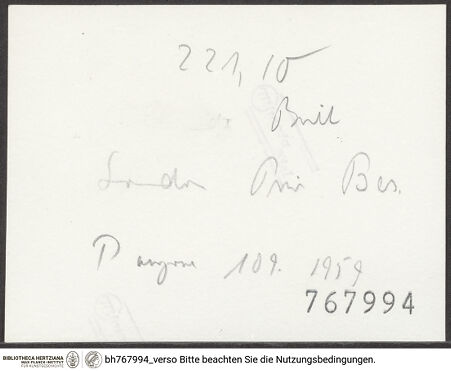 221, 10
Brit
London Priv Bes.
Paragone 109. 1959
767994
BIBLIOTHECA HERTZIANA
MAX-PLANCK-INSTITUT
FÜR KUNSTGESCHICHTE
bh767994_verso Bitte beachten Sie die Nutzungsbedingungen.